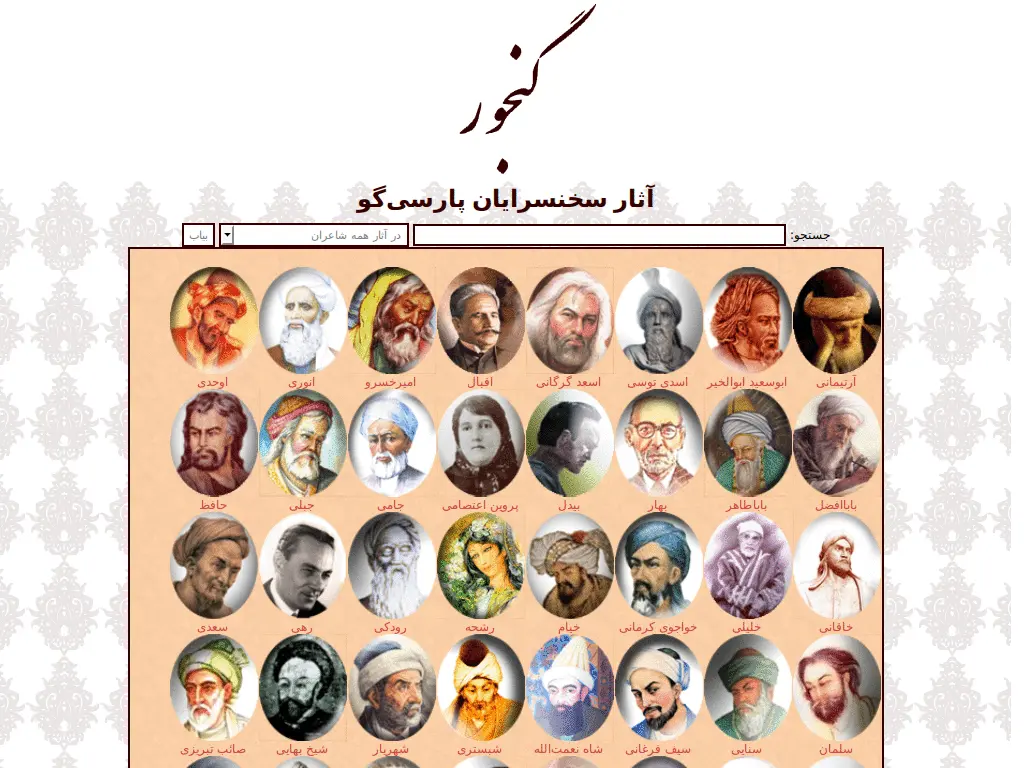 گنجور
آثار سخنسرایان پارسی‌گو
جستجو: در آثار همه شاعران بیاب
آرتیمانی ابوسعید ابوالخیر اسدی توسی اسعد گرگانی اقبال امیرخسرو انوری اوحدی
باباافضل باباطاهر بهار بیدل پروین اعتصامی جامی جبلی حافظ
خاقانی خلیلی خواجوی کرمانی خیام رشحه رودکی رهی سعدی
سلمان سنایی سیف فرغانی شاه نعمت‌الله شبستری شهریار شیخ بهایی صائب تبریزی